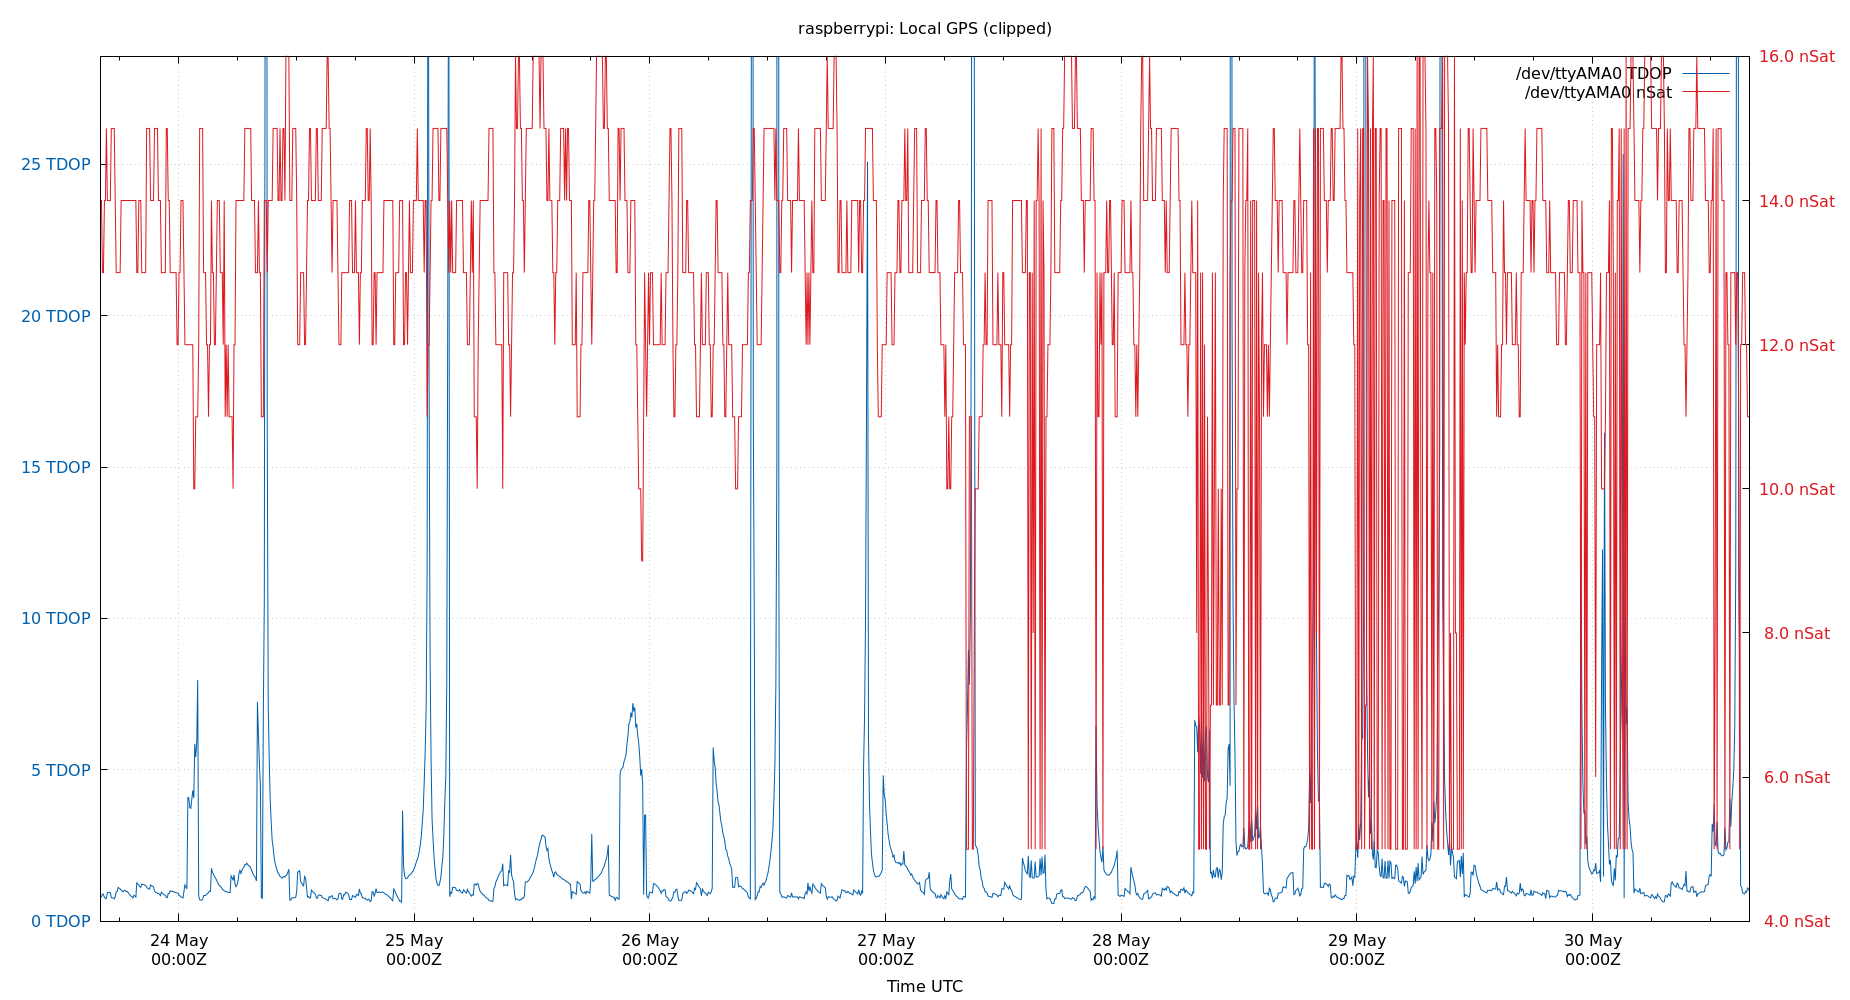 raspberrypi: Local GPS (clipped)
16.0 nSat
/dev/ttyAMA0 TDOP
/dev/ttyAMA0 nSat
25 TDOP
14.0 nSat
20 TDOP
12.0 nSat
15 TDOP
10.0 nSat
10 TDOP
8.0 nSat
5 TDOP
6.0 nSat
0 TDOP
4.0 nSat
24 May 25 May 26 May 27 May 28 May 29 May 30 May
00:00Z 00:00Z 00:00Z 00:00Z 00:00Z 00:00Z 00:00Z
Time UTC